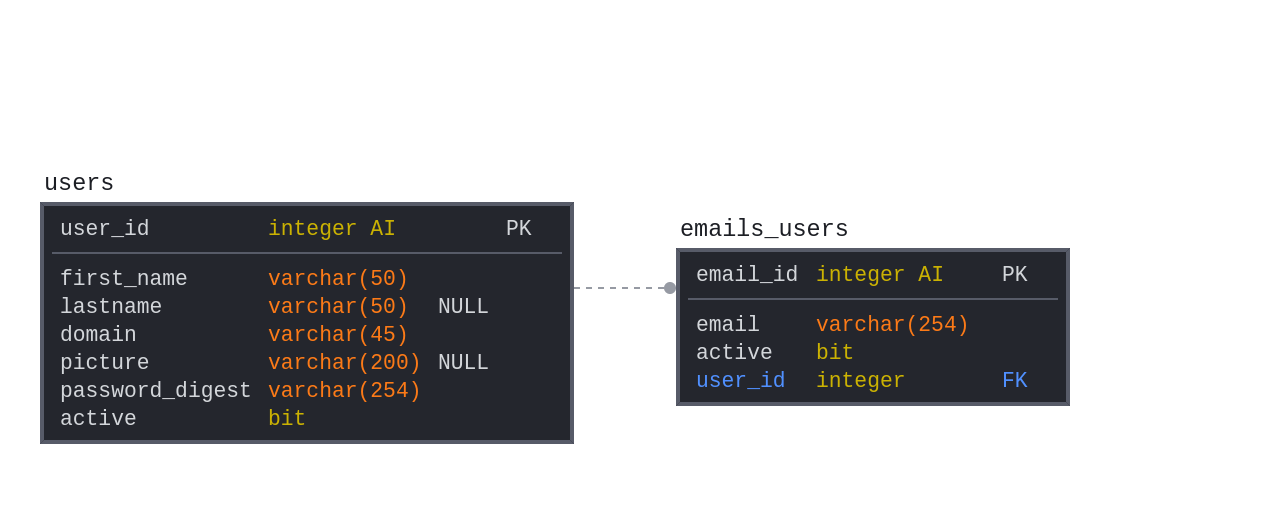 users
user_id integer AI PK
first_name varchar(50)
lastname varchar(50) NULL
domain varchar(45)
picture varchar(200) NULL
password_digest varchar(254)
active bit
emails_users
email_id integer AI PK
email varchar(254)
active bit
user_id integer FK